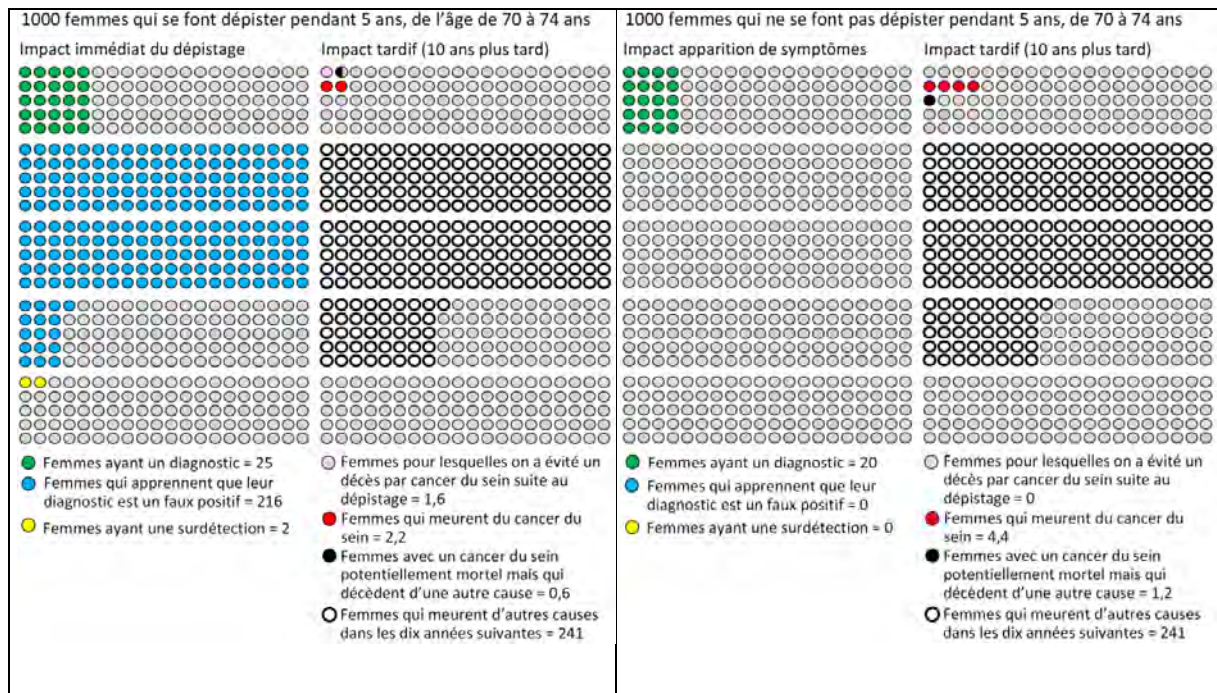 1000 femmes qui se font dépister pendant 5 ans, de l'âge de 70 à 74 ans
Impact immédiat du dépistage
Impact tardif (10 ans plus tard)
Femmes ayant un diagnostic = 25
Femmes qui apprennent que leur
diagnostic est un faux positif = 216
Femmes ayant une surdétection = 2
Femmes pour lesquelles on a évité un
décès par cancer du sein suite au
dépistage = 1,6
Femmes qui meurent du cancer du
sein = 2,2
Femmes avec un cancer du sein
potentiellement mortel mais qui
décèdent d'une autre cause = 0,6
Femmes qui meurent d'autres causes
dans les dix années suivantes = 241
1000 femmes qui ne se font pas dépister pendant 5 ans, de 70 à 74 ans
Impact apparition de symptômes
Impact tardif (10 ans plus tard)
Femmes ayant un diagnostic = 20
Femmes qui apprennent que leur
diagnostic est un faux positif = 0
Femmes ayant une surdétection = 0
Femmes pour lesquelles on a évité un
décès par cancer du sein suite au
dépistage = 0
Femmes qui meurent du cancer du
sein = 4,4
Femmes avec un cancer du sein
potentiellement mortel mais qui
décèdent d'une autre cause = 1,2
Femmes qui meurent d'autres causes
dans les dix années suivantes = 241